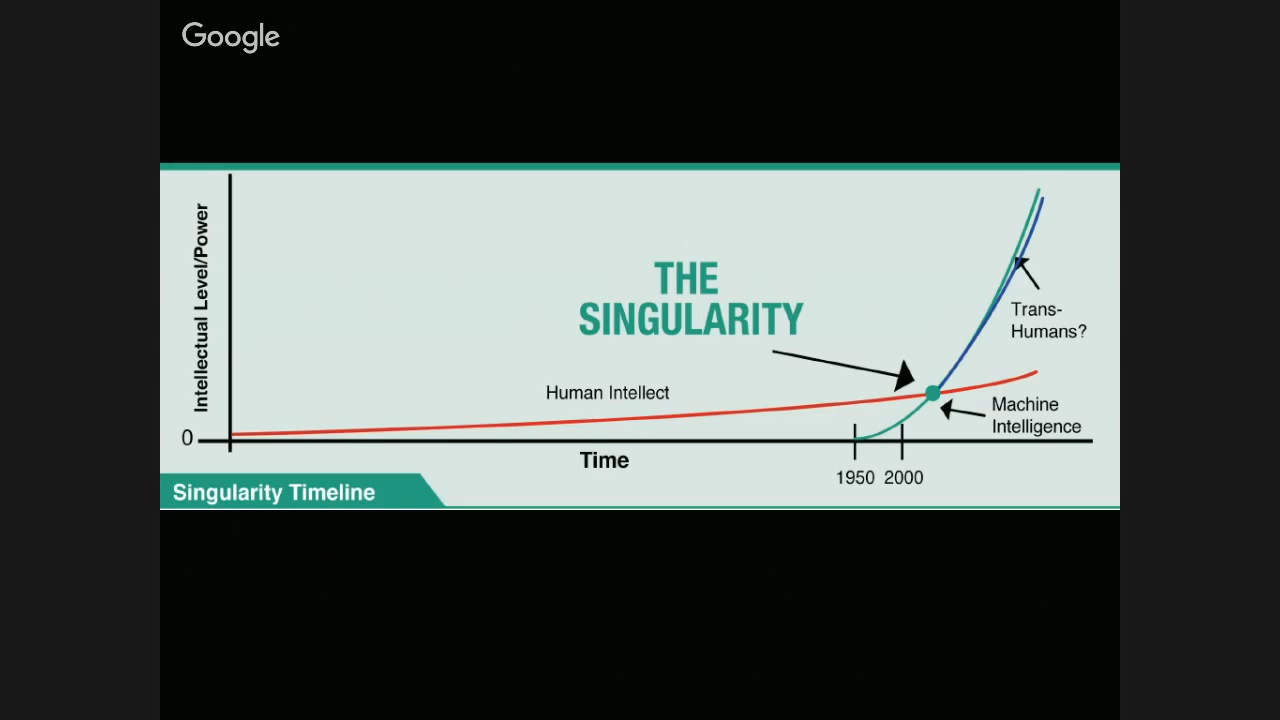 Google
Intellectual Level/Power
THE
SINGULARITY
Trans-
Humans?
Human Intellect
Machine
Intelligence
0
Time
1950 2000
Singularity Timeline